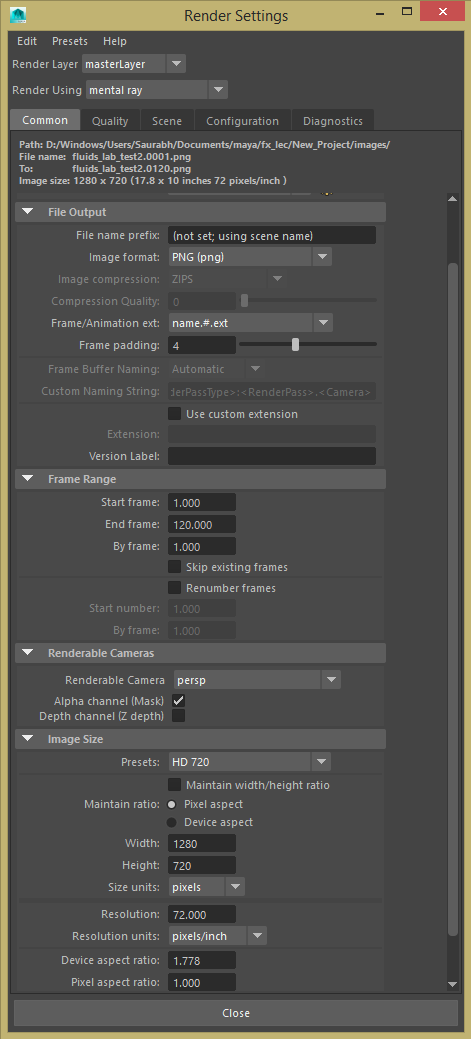 Render Settings
Edit Presets Help
Render Layer masterLayer
Render Using mental ray
Common Quality Scene Configuration Diagnostics
Path: D:/Windows/Users/Saurabh/Documents/maya/fx_lec/New_Project/images/
File name: fluids_lab_test2.0001.png
To: fluids_lab_test2.0120.png
Image size: 1280 x 720 (17.8 x 10 inches 72 pixels/inch )
File Output
File name prefix: (not set; using scene name)
Image format: PNG (png)
Image compression: ZIPS
Compression Quality: 0
Frame/Animation ext: name.#.ext
Frame padding: 4
Frame Buffer Naming: Automatic
Custom Naming String: derPassType>:<RenderPass>.<Camera>
Use custom extension
Extension:
Version Label:
Frame Range
Start frame: 1.000
End frame: 120.000
By frame: 1.000
Skip existing frames
Renumber frames
Start number: 1.000
By frame: 1.000
Renderable Cameras
Renderable Camera persp
Alpha channel (Mask)
Depth channel (Z depth)
Image Size
Presets: HD 720
Maintain width/height ratio
Maintain ratio: Pixel aspect
Device aspect
Width: 1280
Height: 720
Size units: pixels
Resolution: 72.000
Resolution units: pixels/inch
Device aspect ratio: 1.778
Pixel aspect ratio: 1.000
Close